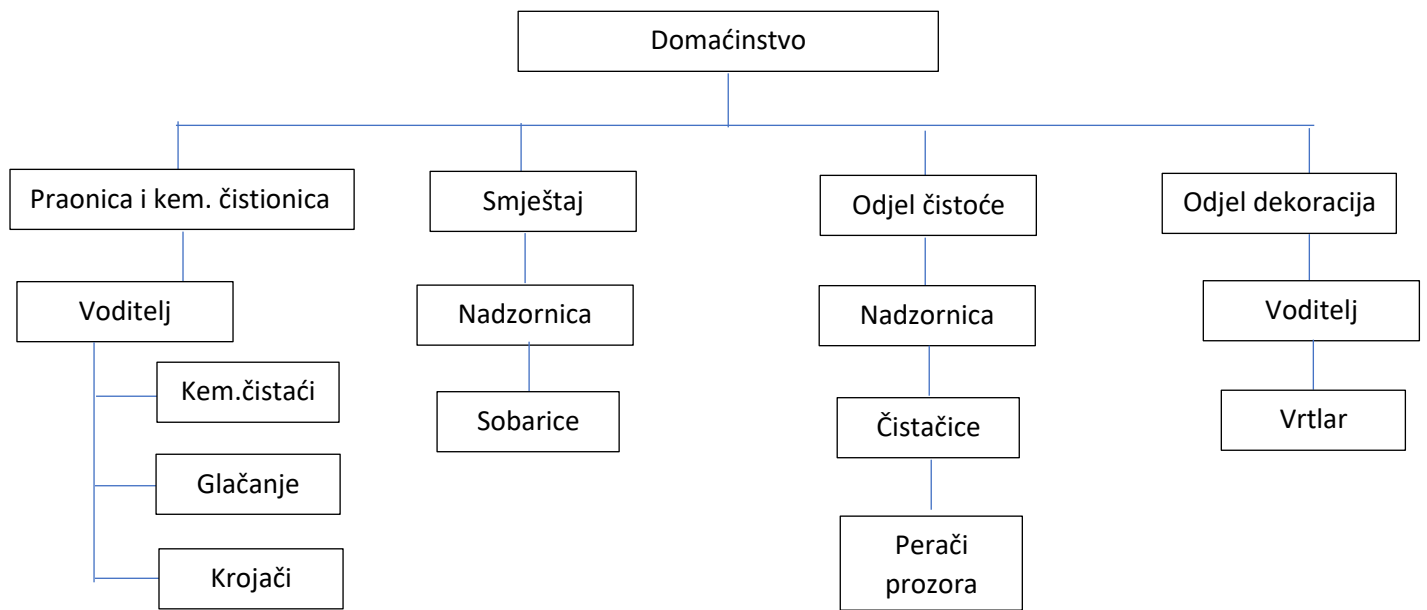 Domaćinstvo
Praonica i kem. čistionica
Smještaj
Odjel čistoće
Odjel dekoracija
Voditelj
Nadzornica
Nadzornica
Voditelj
Kem.čistaći
Sobarice
Čistačice
Vrtlar
Glačanje
Krojači
Perači
prozora